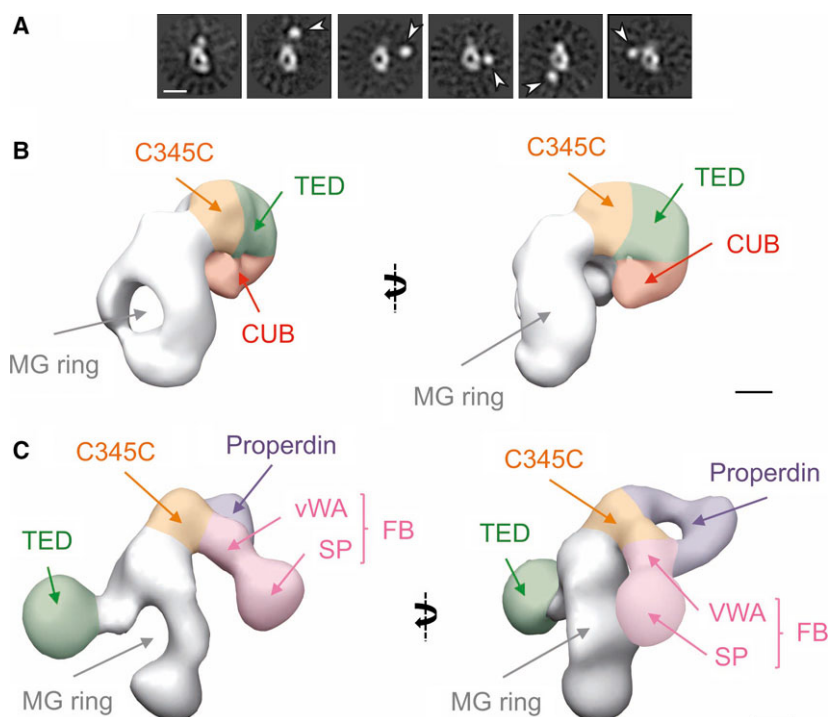 A
B
C345C
TED
CUB
MG ring
C345C
TED
CUB
MG ring
C
C345C
Properdin
vWA
SP
FB
TED
MG ring
C345C
Properdin
TED
VWA
SP
FB
MG ring